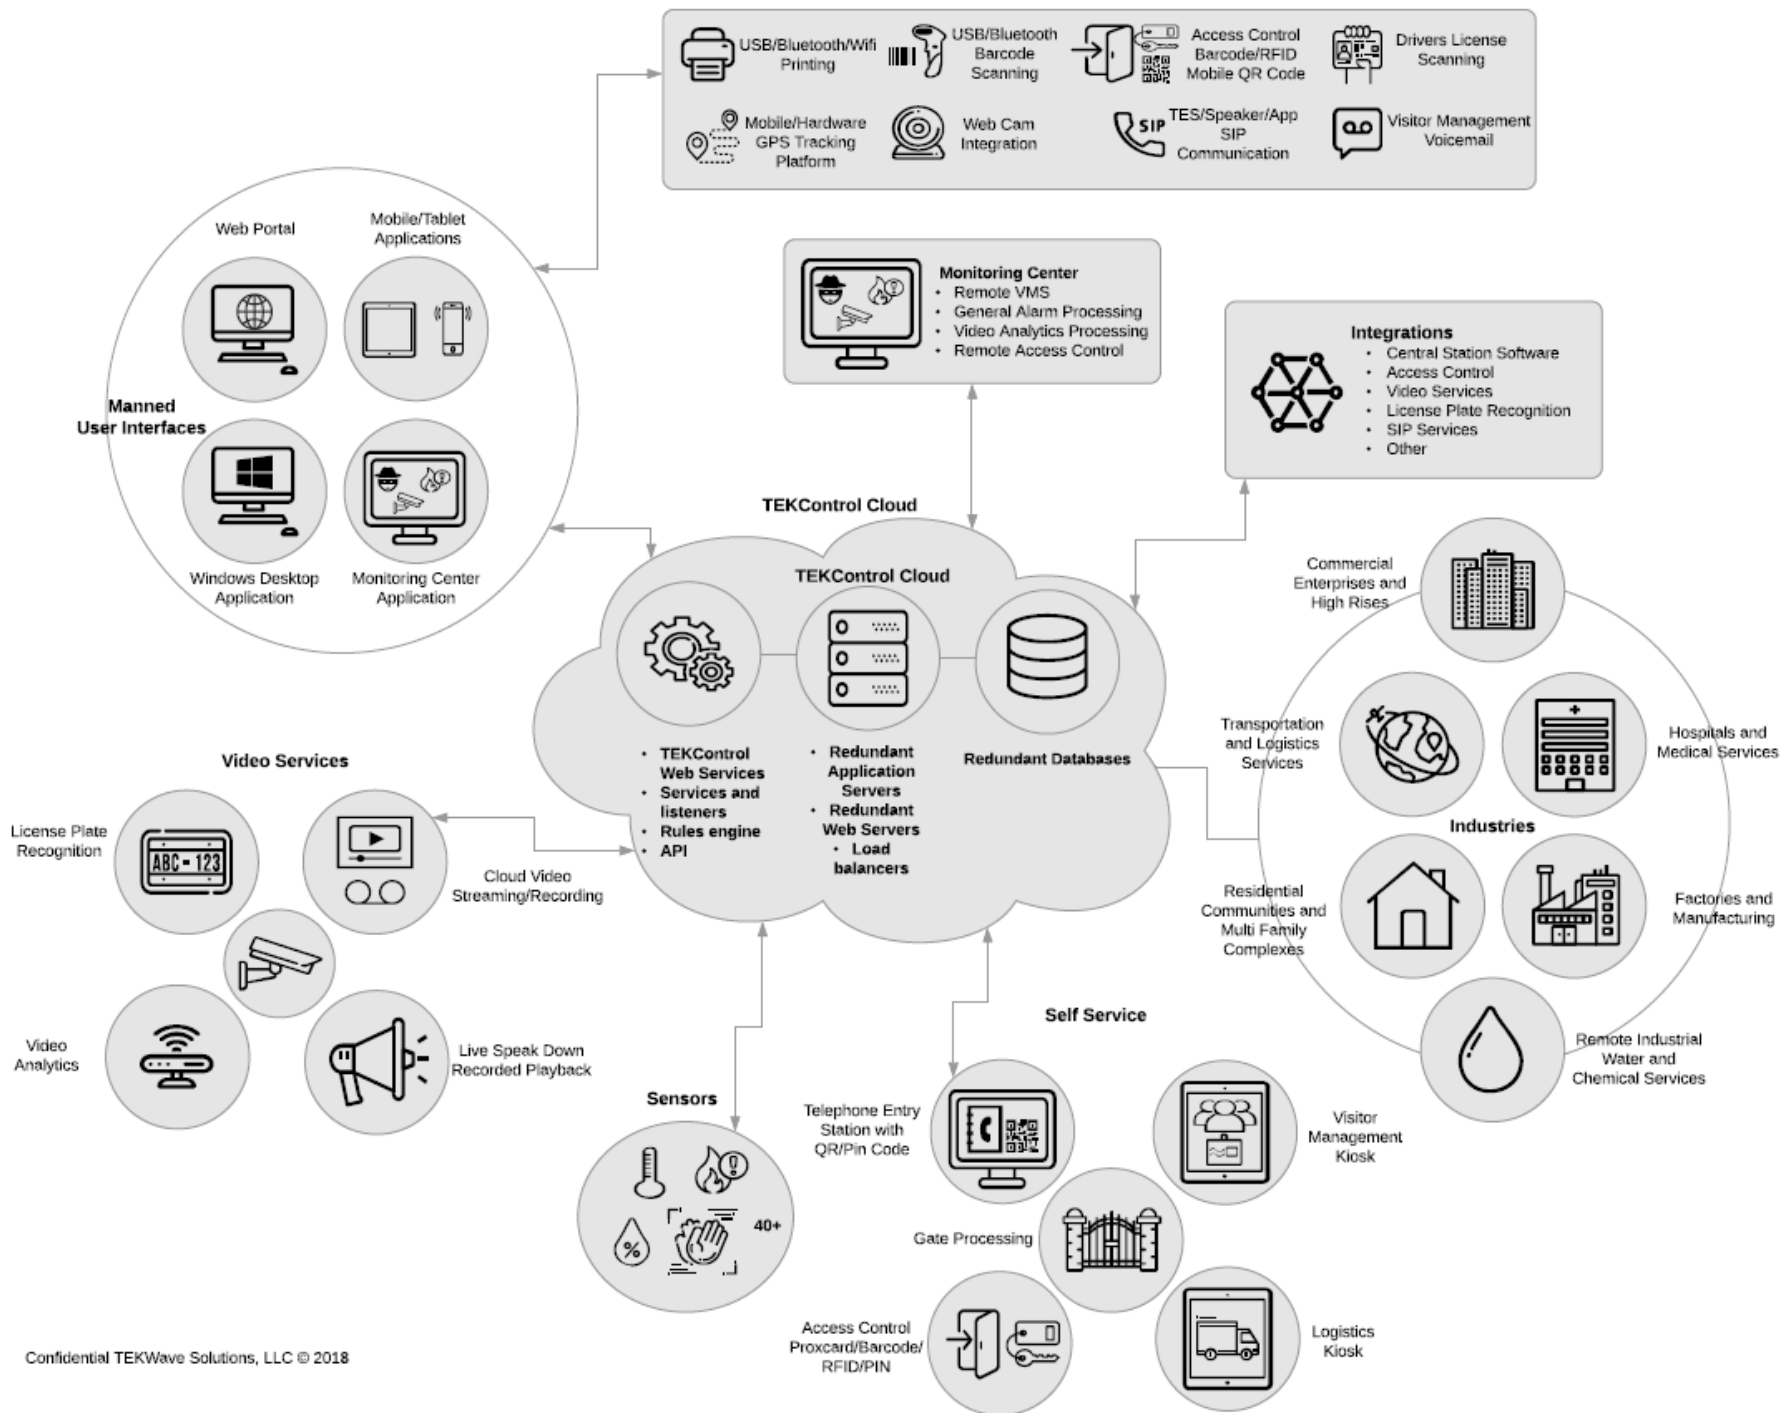 USB/Bluetooth/Wifi
Printing
USB/Bluetooth
Barcode
Scanning
Access Control
Barcode/RFID
Mobile QR Code
Drivers License
Scanning
Mobile/Hardware
GPS Tracking
Platform
Web Cam
Integration
SIP
TES/Speaker/App
SIP
Communication
Visitor Management
Voicemail
Web Portal
Mobile/Tablet
Applications
Manned
User Interfaces
Windows Desktop
Application
Monitoring Center
Application
Monitoring Center
• Remote VMS
• General Alarm Processing
• Video Analytics Processing
• Remote Access Control
Integrations
• Central Station Software
• Access Control
• Video Services
• License Plate Recognition
• SIP Services
• Other
TEKControl Cloud
TEKControl Cloud
• TEKControl
Web Services
• Services and
listeners
• Rules engine
• API
• Redundant
Application
Servers
• Redundant
Web Servers
• Load
balancers
Redundant Databases
Commercial
Enterprises and
High Rises
Transportation
and Logistics
Services
Hospitals and
Medical Services
Industries
Residential
Communities and
Multi Family
Complexes
Factories and
Manufacturing
Remote Industrial
Water and
Chemical Services
Video Services
License Plate
Recognition
ABC-123
Cloud Video
Streaming/Recording
Video
Analytics
Live Speak Down
Recorded Playback
Sensors
%
40+
Self Service
Telephone Entry
Station with
QR/Pin Code
Visitor
Management
Kiosk
Gate Processing
Access Control
Proxcard/Barcode/
RFID/PIN
Logistics
Kiosk
Confidential TEKWave Solutions, LLC © 2018